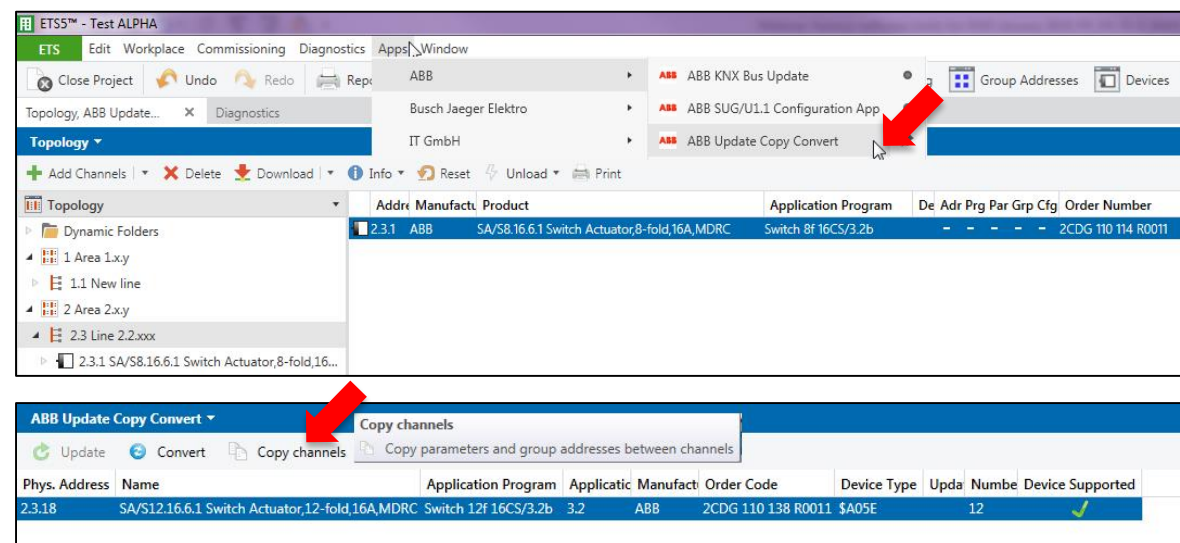 ETS5™ - Test ALPHA
ETS Edit Workplace Commissioning Diagnostics Apps Window
Close Project Undo Redo Group Addresses Devices
ABB ABB ABB KNX Bus Update
Topology, ABB Update... Diagnostics
Busch Jaeger Elektro ABB ABB SUG/U1.1 Configuration App
Topology IT GmbH ABB ABB Update Copy Convert
Add Channels Delete Download Info Reset Unload Print
Topology Addre Manufactu Product Application Program De Adr Prg Par Grp Cfg Order Number
Dynamic Folders 2.3.1 ABB SA/S8.16.6.1 Switch Actuator,8-fold,16A,MDRC Switch 8f 16CS/3.2b - - - - - 2CDG 110 114 R0011
1 Area 1.x.y
1.1 New line
2 Area 2.x.y
2.3 Line 2.2.xxx
2.3.1 SA/S8.16.6.1 Switch Actuator,8-fold,16...
ABB Update Copy Convert
Copy channels
Update Convert Copy channels Copy parameters and group addresses between channels
Phys. Address Name Application Program Applicatic Manufact Order Code Device Type Upda Numbe Device Supported
2.3.18 SA/S12.16.6.1 Switch Actuator,12-fold,16A,MDRC Switch 12f 16CS/3.2b 3.2 ABB 2CDG 110 138 R0011 $A05E 12